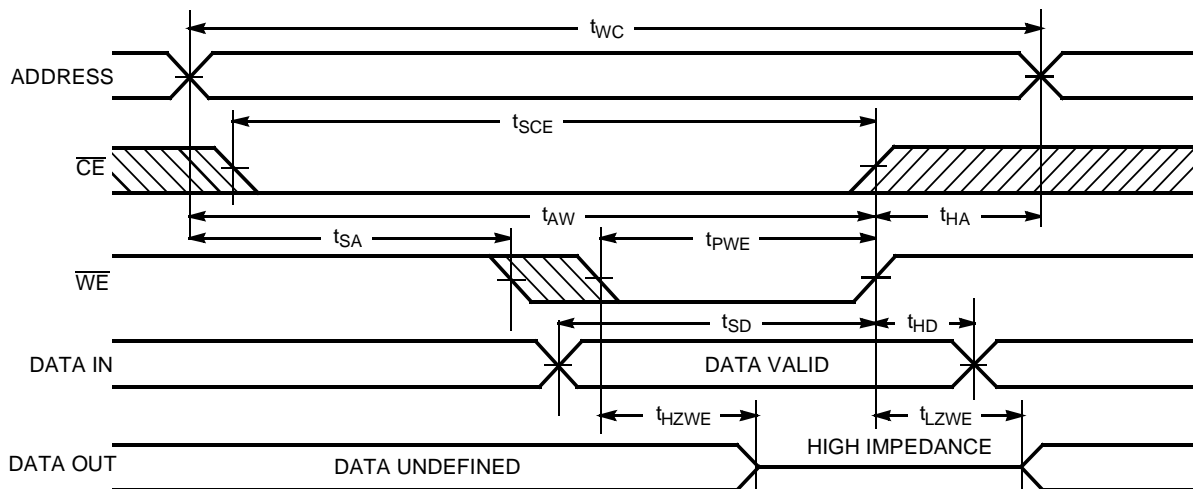 tWC
ADDRESS
tSCE
CE
tAW
tHA
tSA
tPWE
WE
tSD
tHD
DATA IN
DATA VALID
tHZWE
tLZWE
HIGH IMPEDANCE
DATA OUT
DATA UNDEFINED